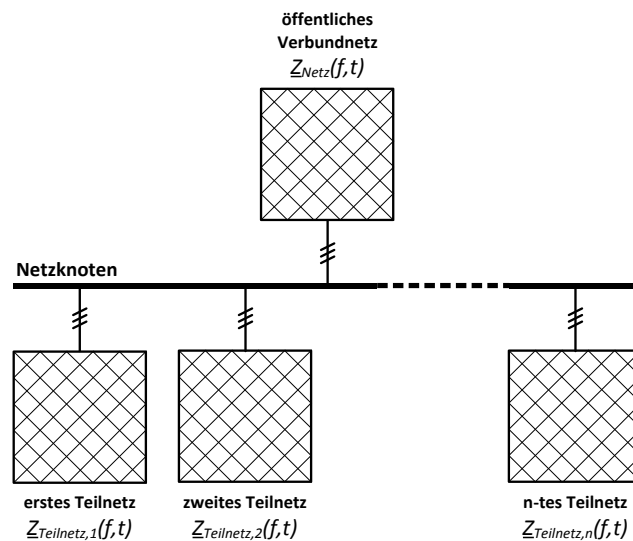 öffentliches
Verbundnetz
Z_Netz(f,t)
Netzknoten
erstes Teilnetz
zweites Teilnetz
n-tes Teilnetz
Z_Teilnetz,1(f,t)
Z_Teilnetz,2(f,t)
Z_Teilnetz,n(f,t)